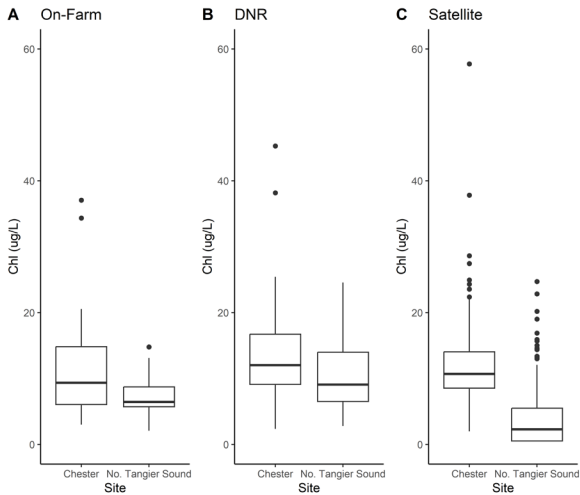 A On-Farm
60
40
20
0
Chl (ug/L)
Chester No. Tangier Sound
Site
B DNR
60
40
20
0
Chl (ug/L)
Chester No. Tangier Sound
Site
C Satellite
60
40
20
0
Chl (ug/L)
Chester No. Tangier Sound
Site